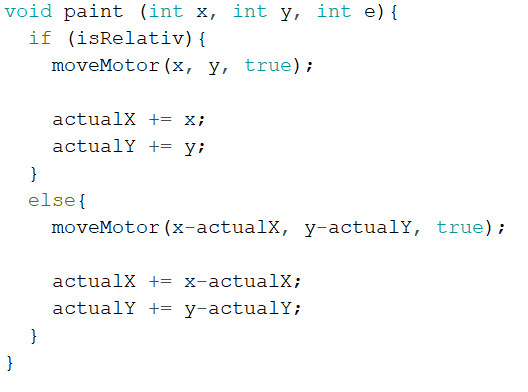 void paint (int x, int y, int e){
  if (isRelativ){
    moveMotor(x, y, true);

    actualX += x;
    actualY += y;
  }
  else{
    moveMotor(x-actualX, y-actualY, true);

    actualX += x-actualX;
    actualY += y-actualY;
  }
}